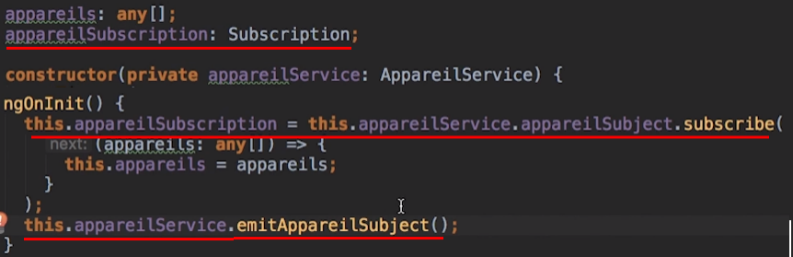 appareils: any[];
appareilSubscription: Subscription;
constructor(private appareilService: AppareilService) {
ngOnInit() {
this.appareilSubscription = this.appareilService.appareilSubject.subscribe(
next: (appareils: any[]) => {
this.appareils = appareils;
}
);
this.appareilService.emitAppareilSubject();
}